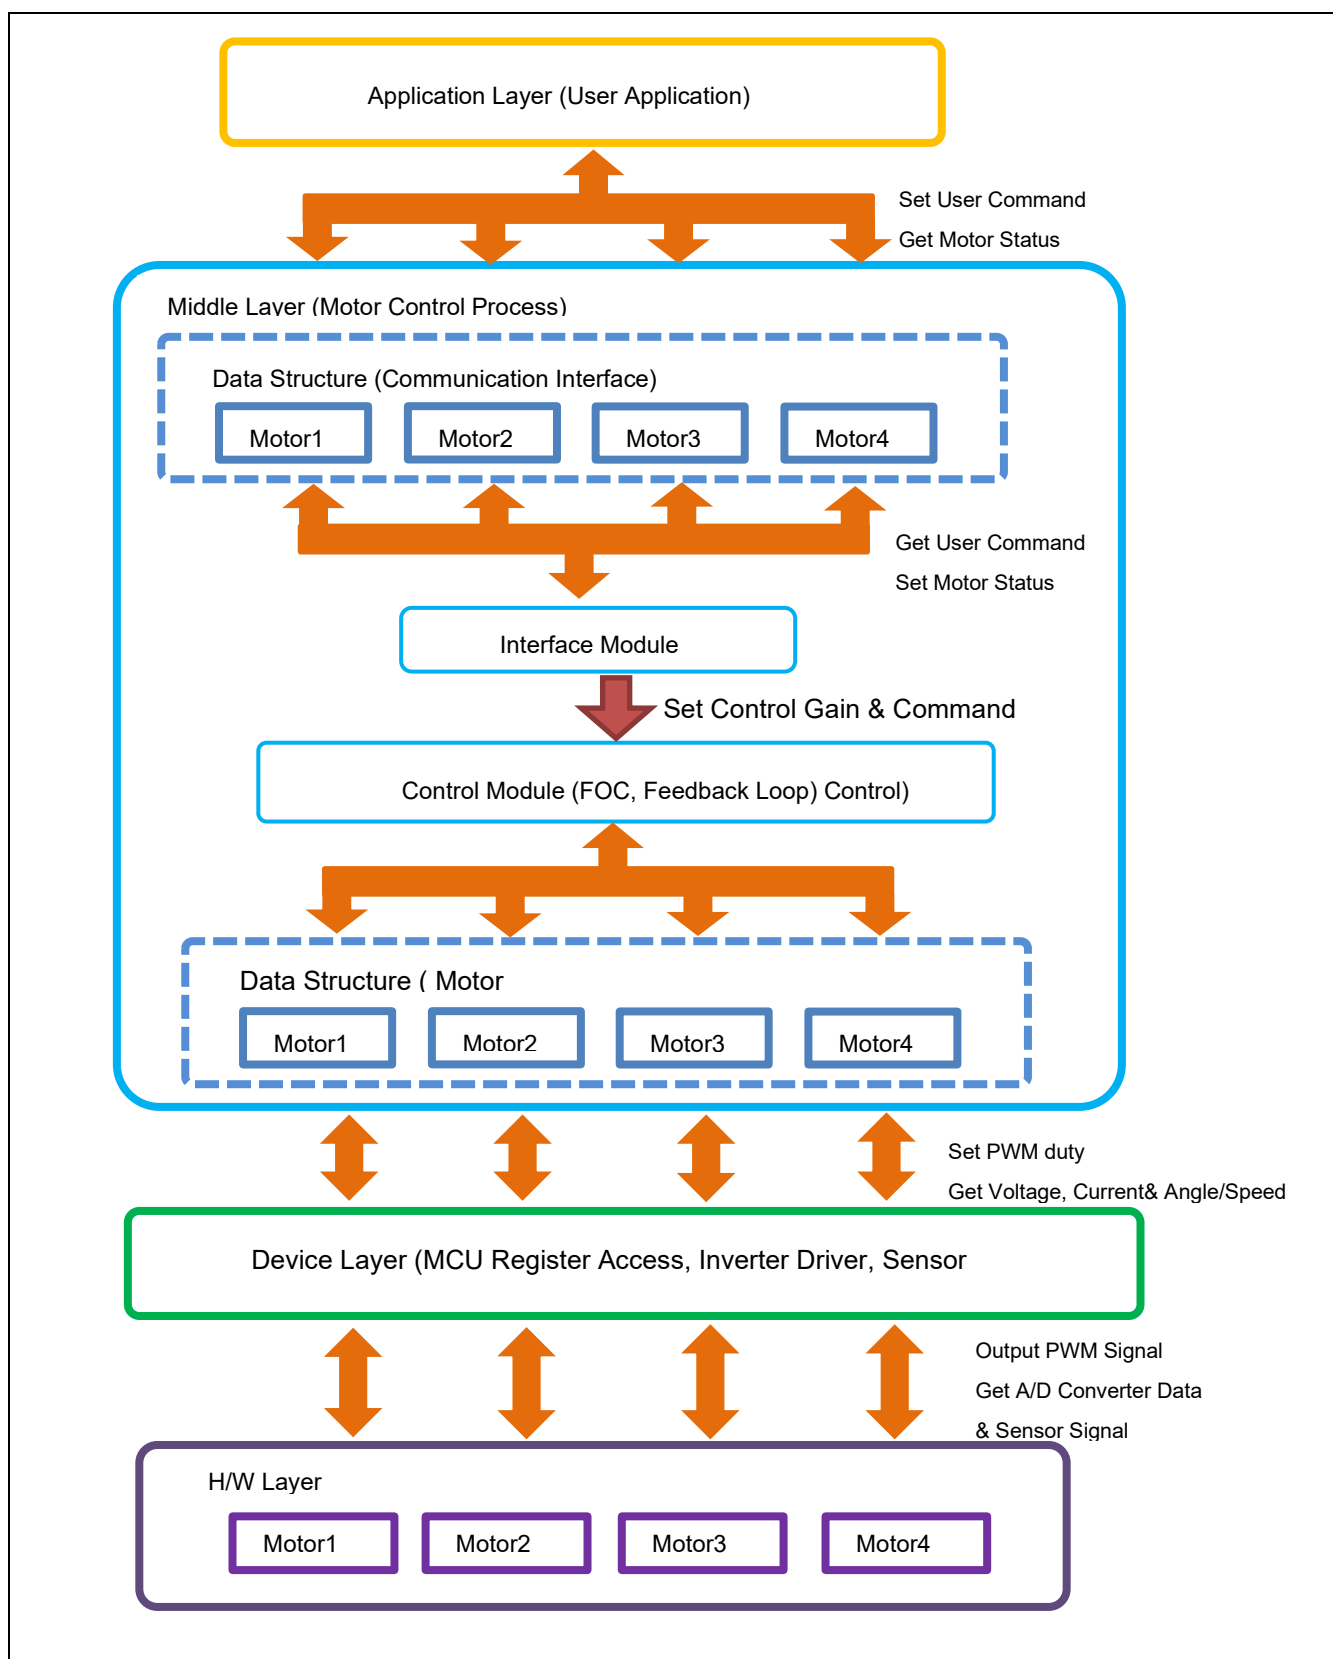 Application Layer (User Application)
Set User Command
Get Motor Status
Middle Layer (Motor Control Process)
Data Structure (Communication Interface)
Motor1
Motor2
Motor3
Motor4
Get User Command
Set Motor Status
Interface Module
Set Control Gain & Command
Control Module (FOC, Feedback Loop) Control)
Data Structure ( Motor
Motor1
Motor2
Motor3
Motor4
Set PWM duty
Get Voltage, Current& Angle/Speed
Device Layer (MCU Register Access, Inverter Driver, Sensor
Output PWM Signal
Get A/D Converter Data
& Sensor Signal
H/W Layer
Motor1
Motor2
Motor3
Motor4